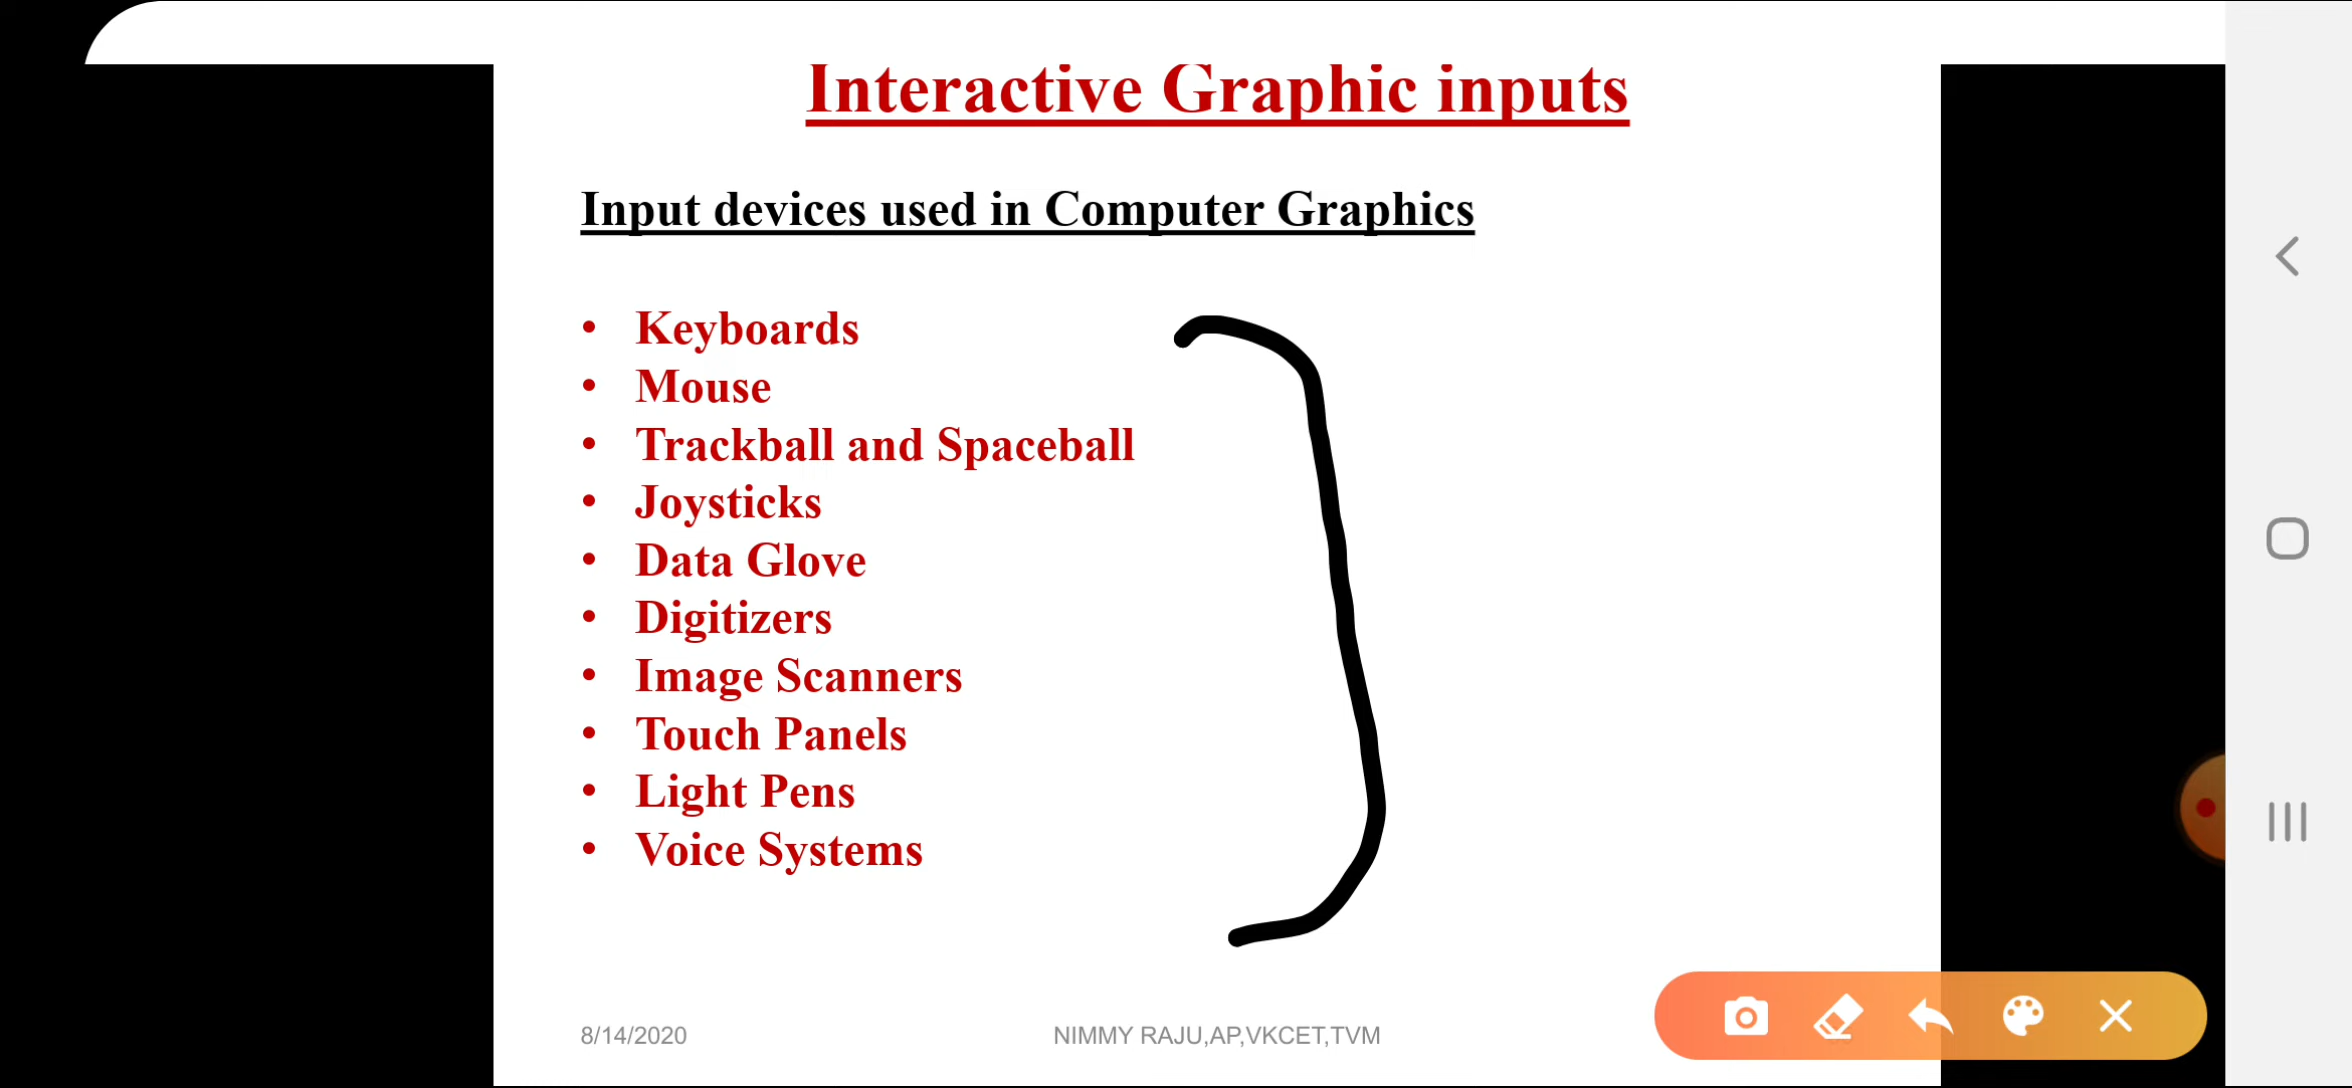 Interactive Graphic inputs
Input devices used in Computer Graphics
• Keyboards
• Mouse
• Trackball and Spaceball
• Joysticks
• Data Glove
• Digitizers
• Image Scanners
• Touch Panels
• Light Pens
• Voice Systems
8/14/2020 NIMMY RAJU,AP,VKCET,TVM